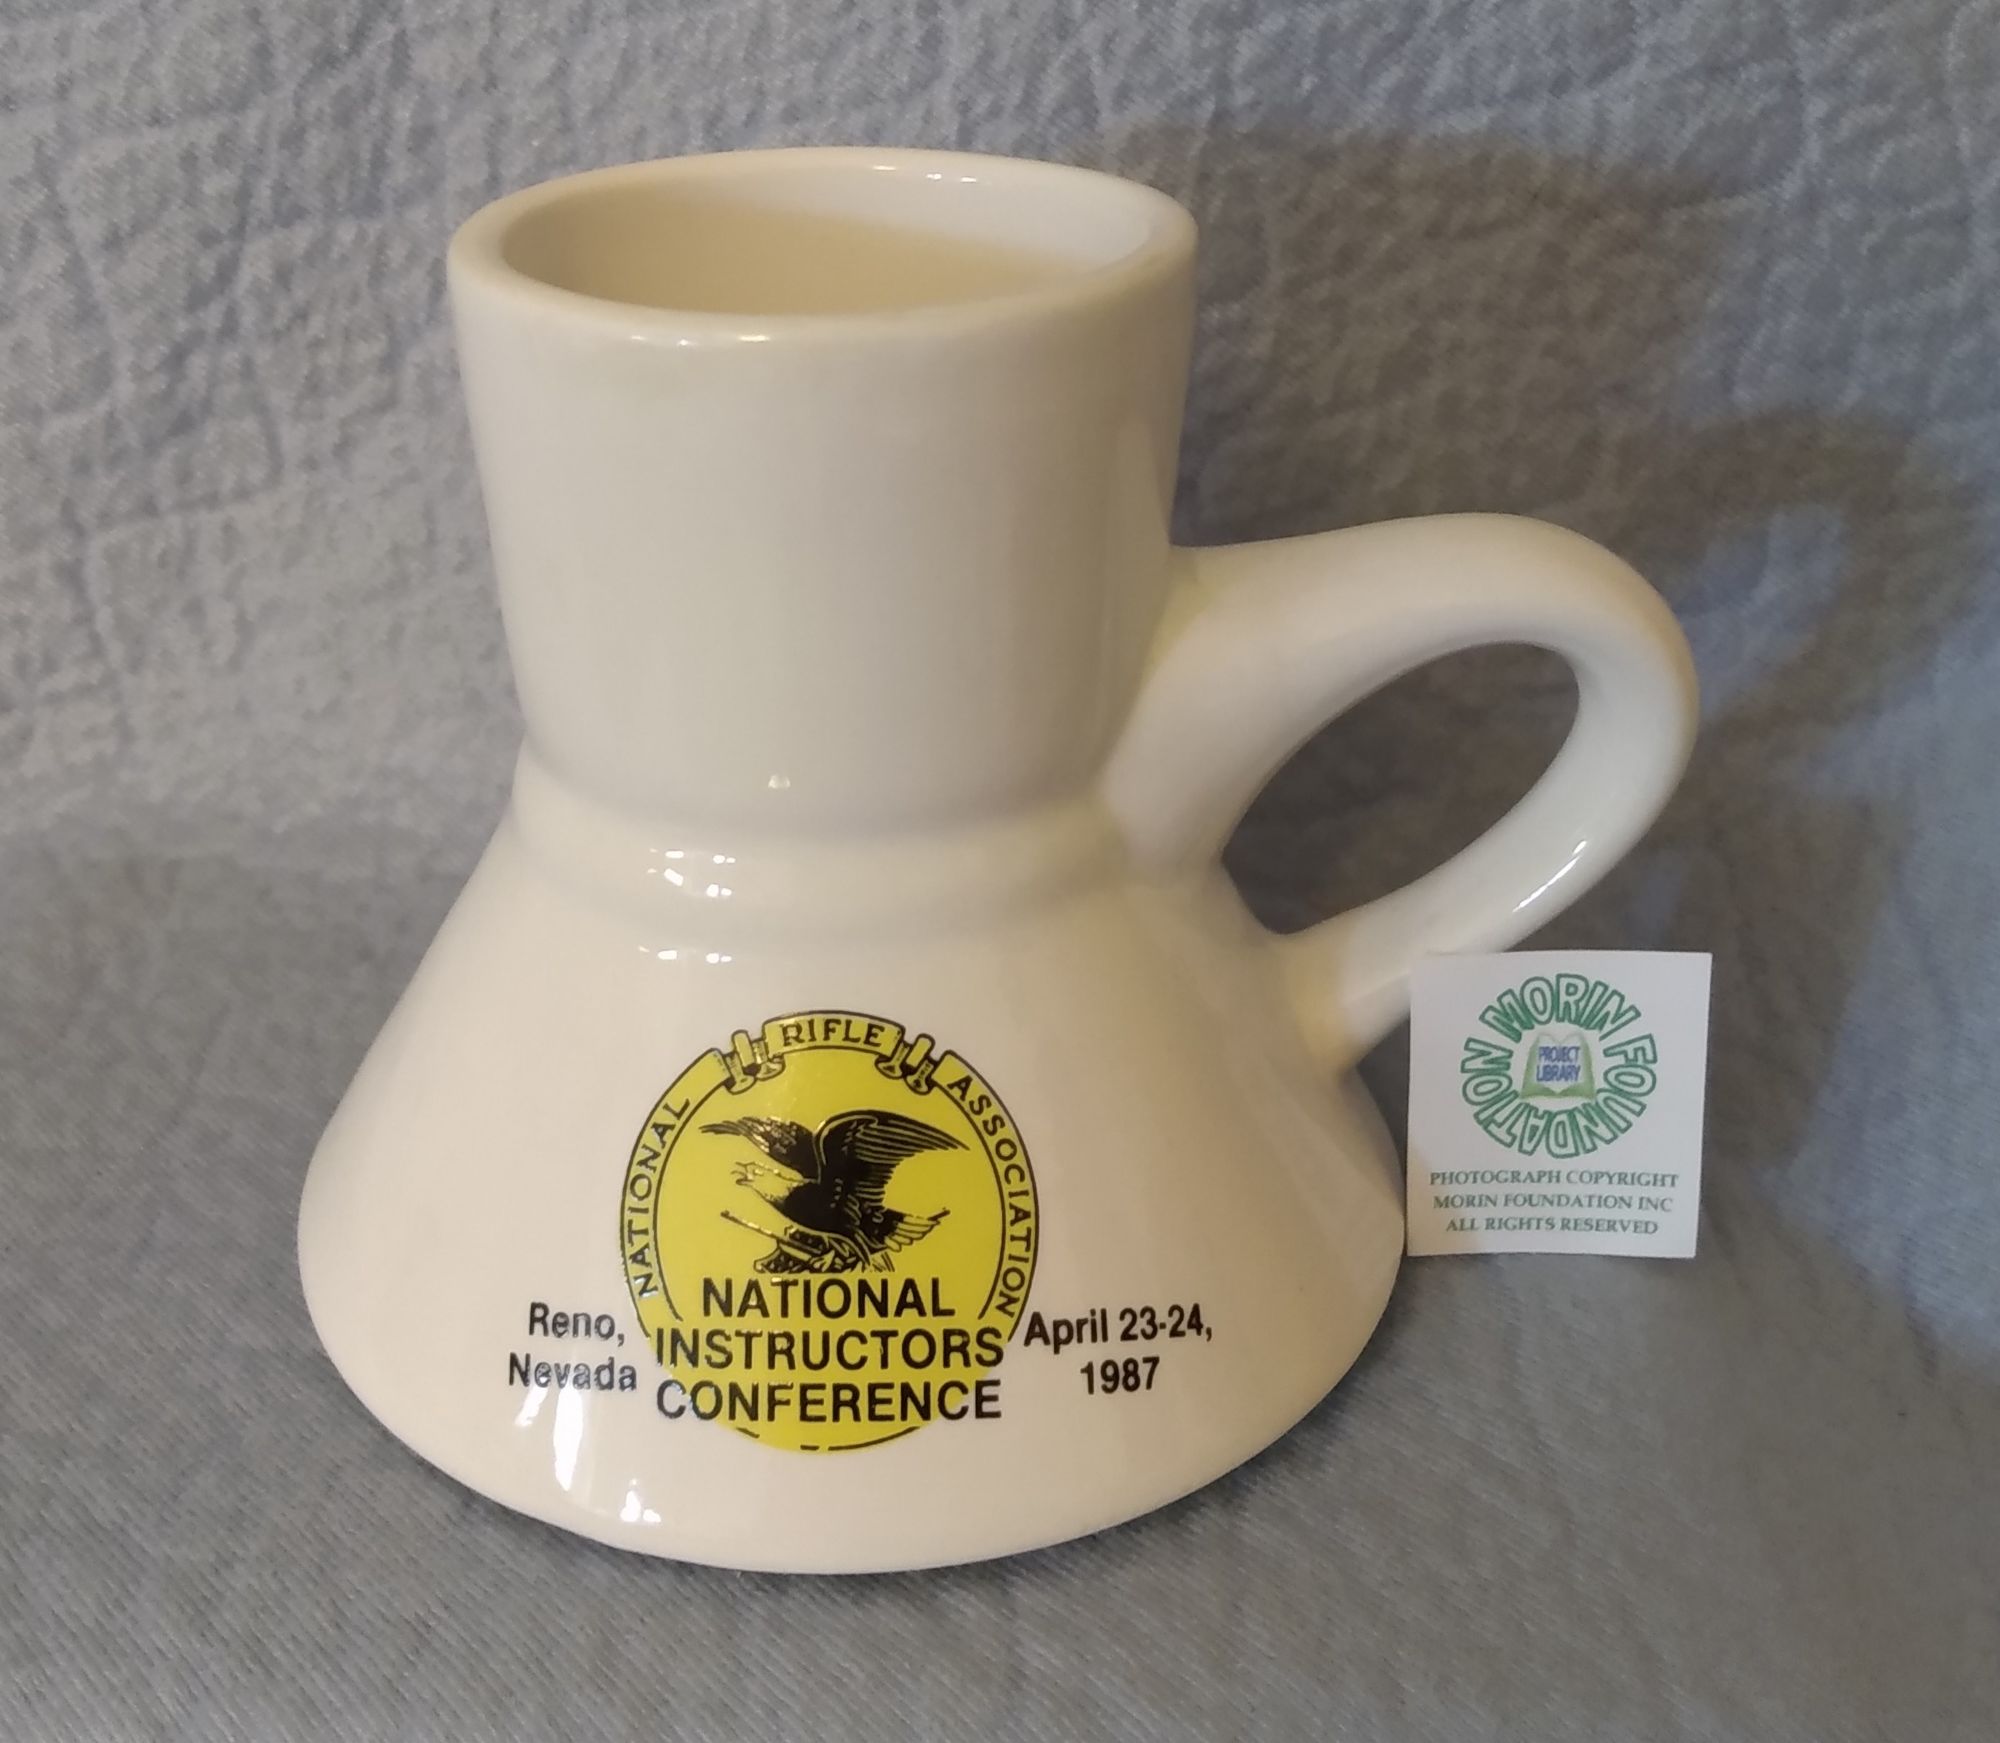 NATIONAL RIFLE ASSOCIATION
NATIONAL
INSTRUCTORS
CONFERENCE
Reno,
Nevada
April 23-24,
1987
MORIN FOUNDATION
PROJECT
LIBRARY
PHOTOGRAPH COPYRIGHT
MORIN FOUNDATION INC
ALL RIGHTS RESERVED